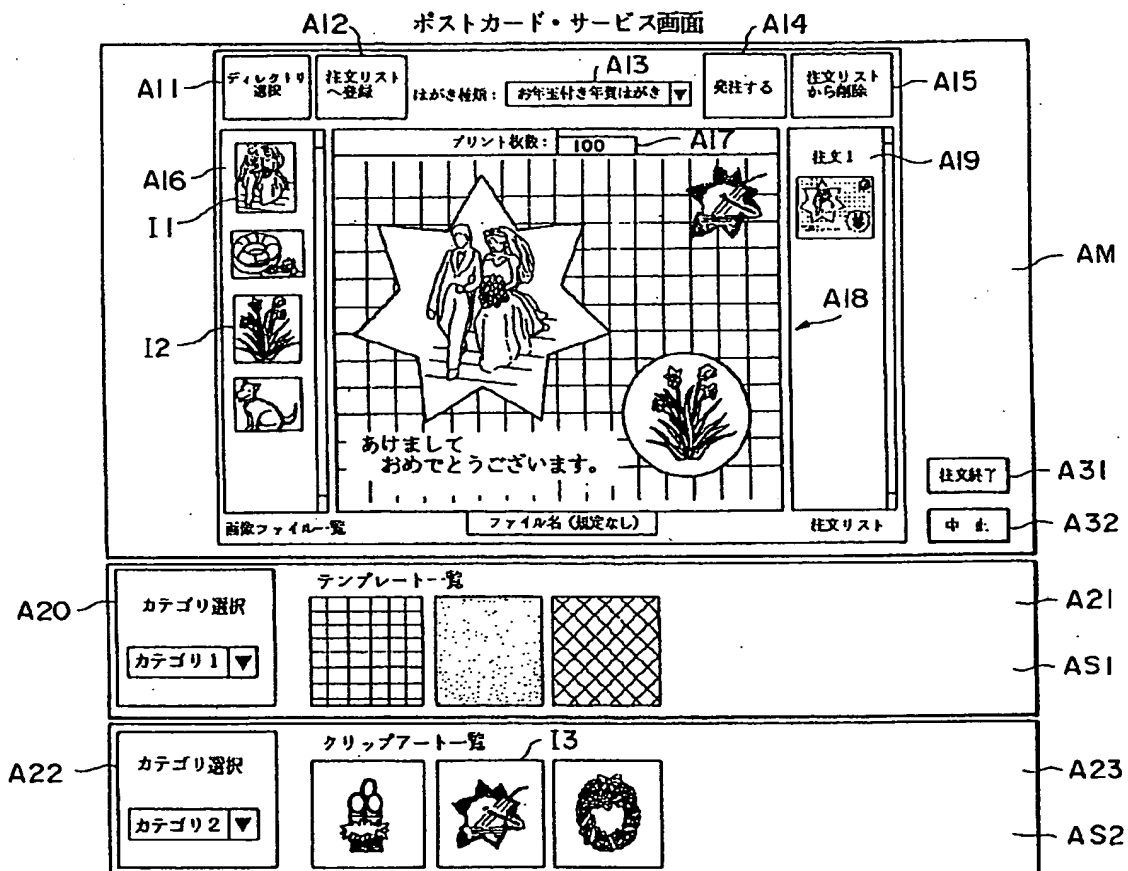 ポストカード・サービス画面
A12
A14
A11
ディレクトリ
選択
注文リスト
へ登録
はがき種類:
A13
お年玉付き年賀はがき
発注する
注文リスト
から削除
A15
A16
I1
I2
プリント枚数:
100
A17
注文1
A19
A18
AM
あけまして
おめでとうございます。
注文終了
A31
画像ファイル一覧
ファイル名(規定なし)
注文リスト
中止
A32
A20
カテゴリ選択
カテゴリ1
テンプレート一覧
A21
AS1
A22
カテゴリ選択
カテゴリ2
クリップアート一覧
I3
A23
AS2